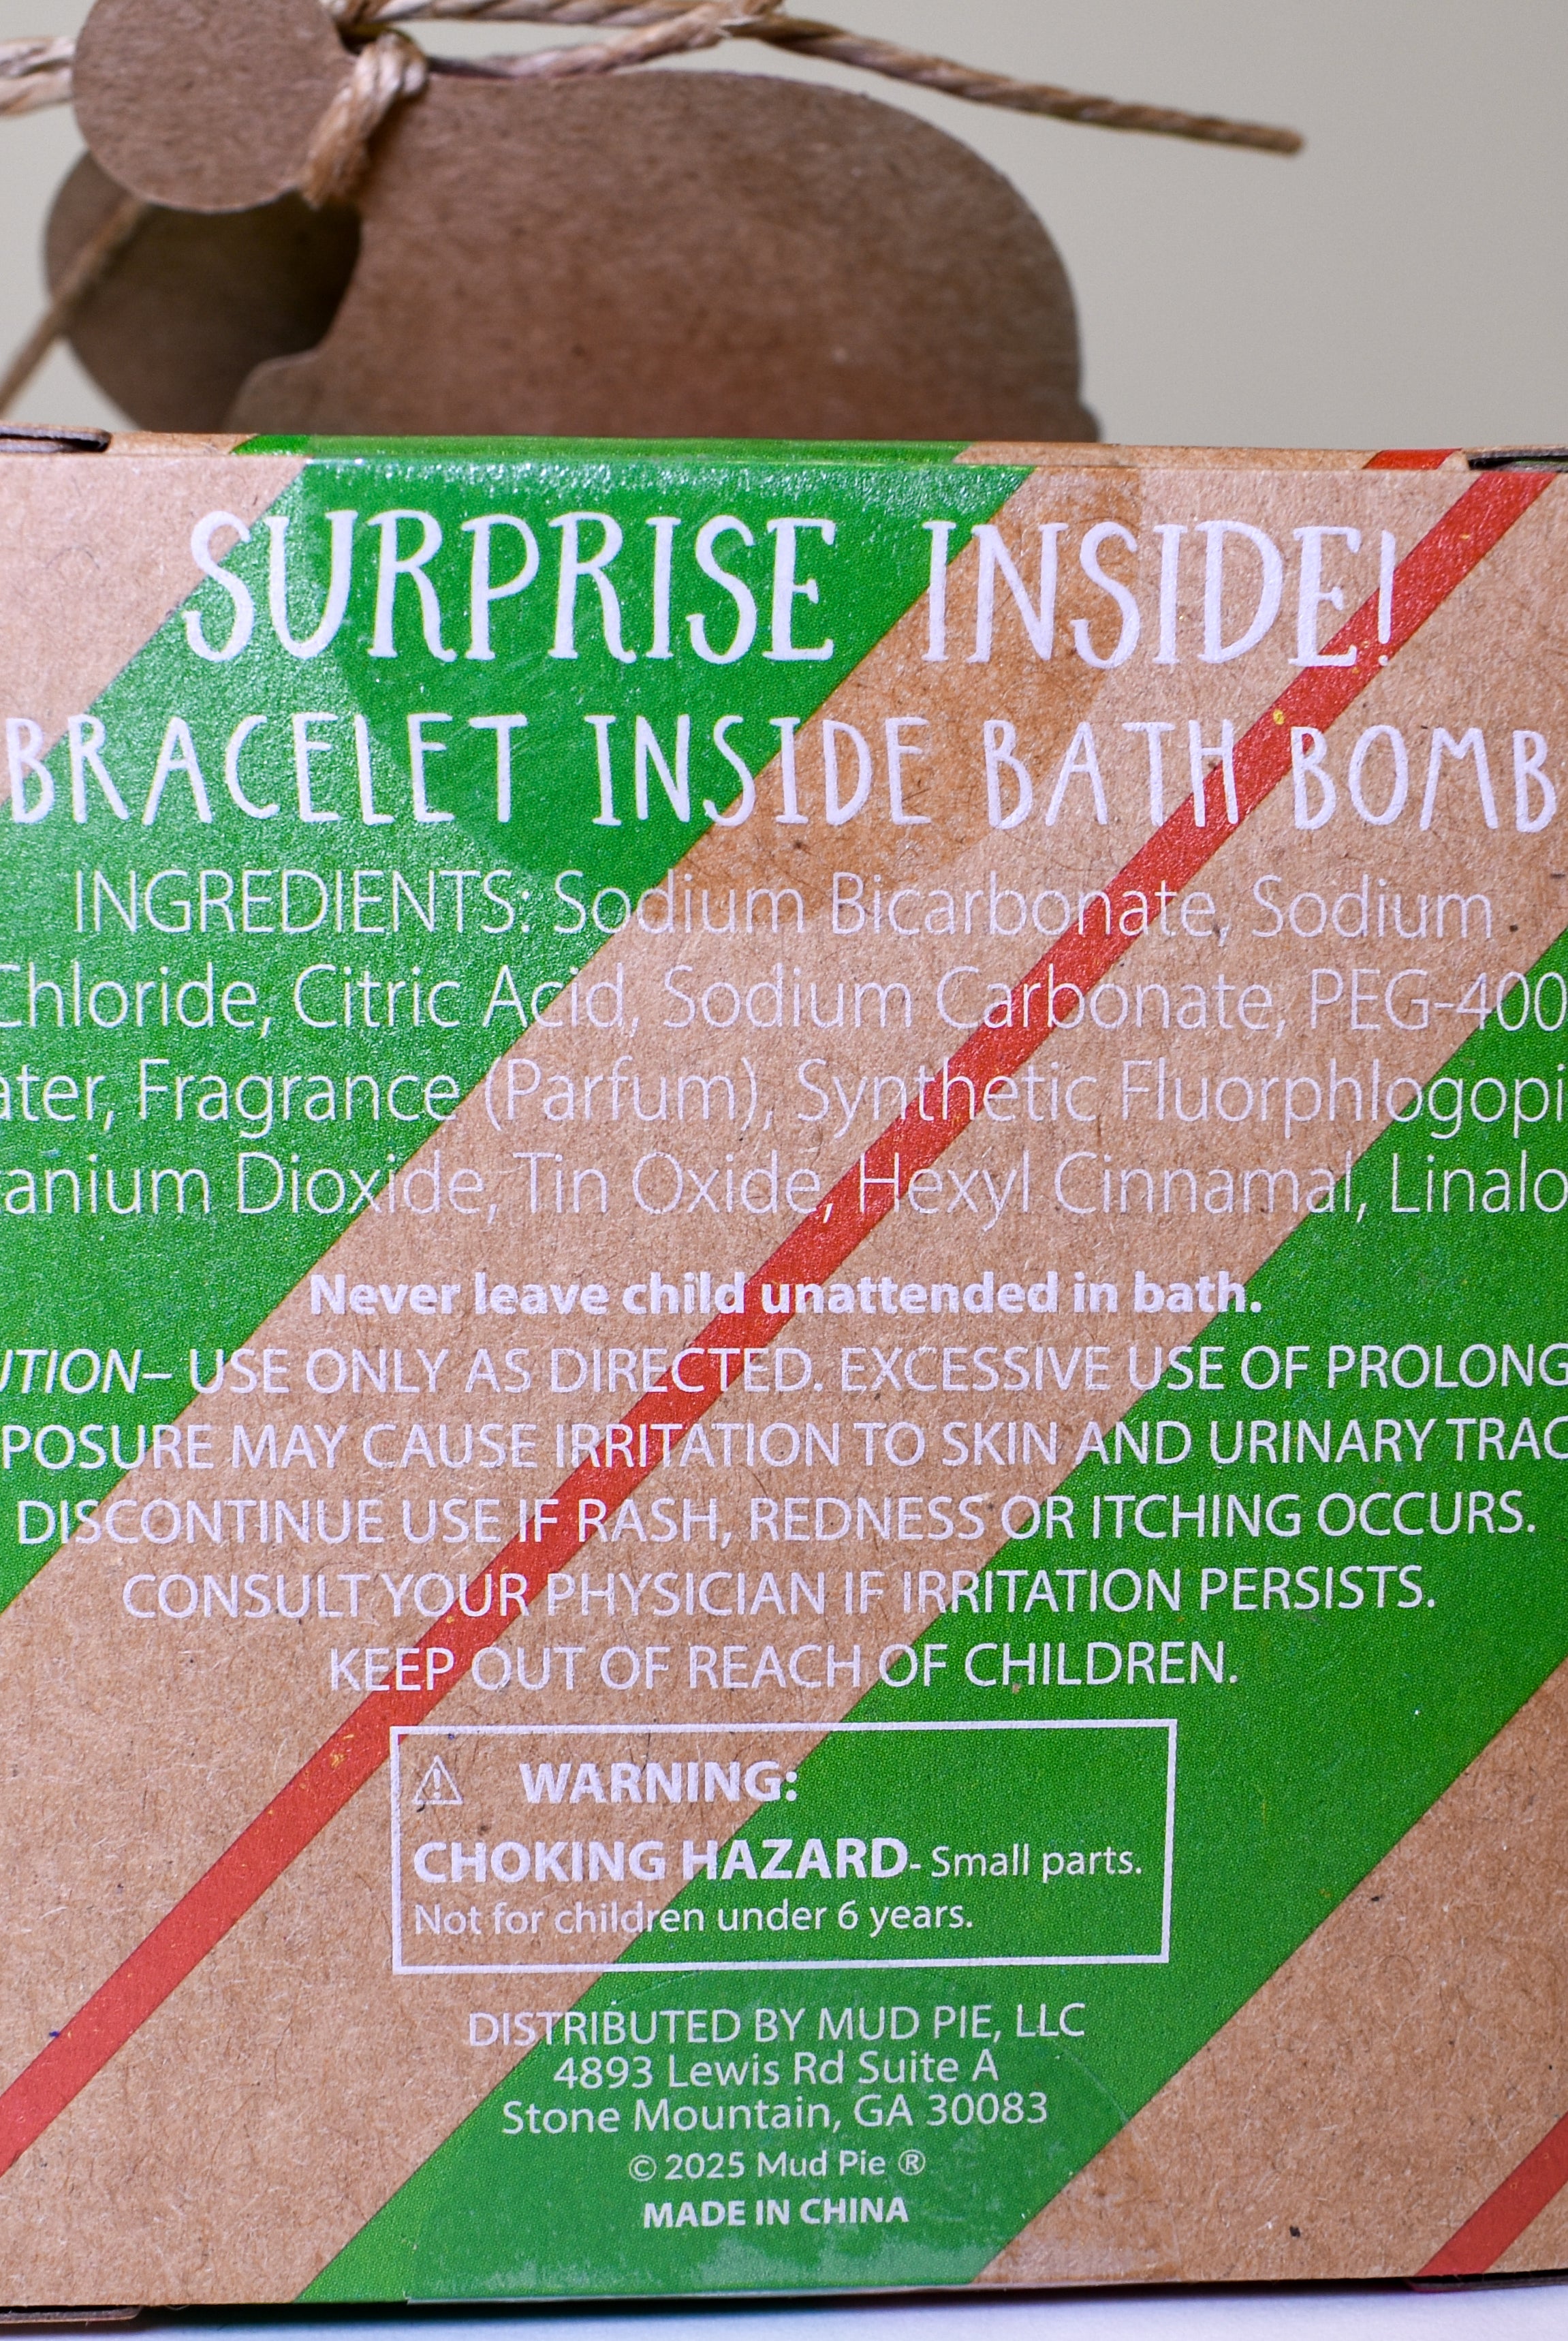 SURPRISE INSIDE!
BRACELET INSIDE BATH BOMB
INGREDIENTS: Sodium Bicarbonate, Sodium
Chloride, Citric Acid, Sodium Carbonate, PEG-400
ater, Fragrance (Parfum), Synthetic Fluorphlogopi
anium Dioxide, Tin Oxide, Hexyl Cinnamal, Linalo
Never leave child unattended in bath.
UTION– USE ONLY AS DIRECTED. EXCESSIVE USE OF PROLONG
POSURE MAY CAUSE IRRITATION TO SKIN AND URINARY TRAC
DISCONTINUE USE IF RASH, REDNESS OR ITCHING OCCURS.
CONSULT YOUR PHYSICIAN IF IRRITATION PERSISTS.
KEEP OUT OF REACH OF CHILDREN.
⚠ WARNING:
CHOKING HAZARD- Small parts.
Not for children under 6 years.
DISTRIBUTED BY MUD PIE, LLC
4893 Lewis Rd Suite A
Stone Mountain, GA 30083
© 2025 Mud Pie ®
MADE IN CHINA